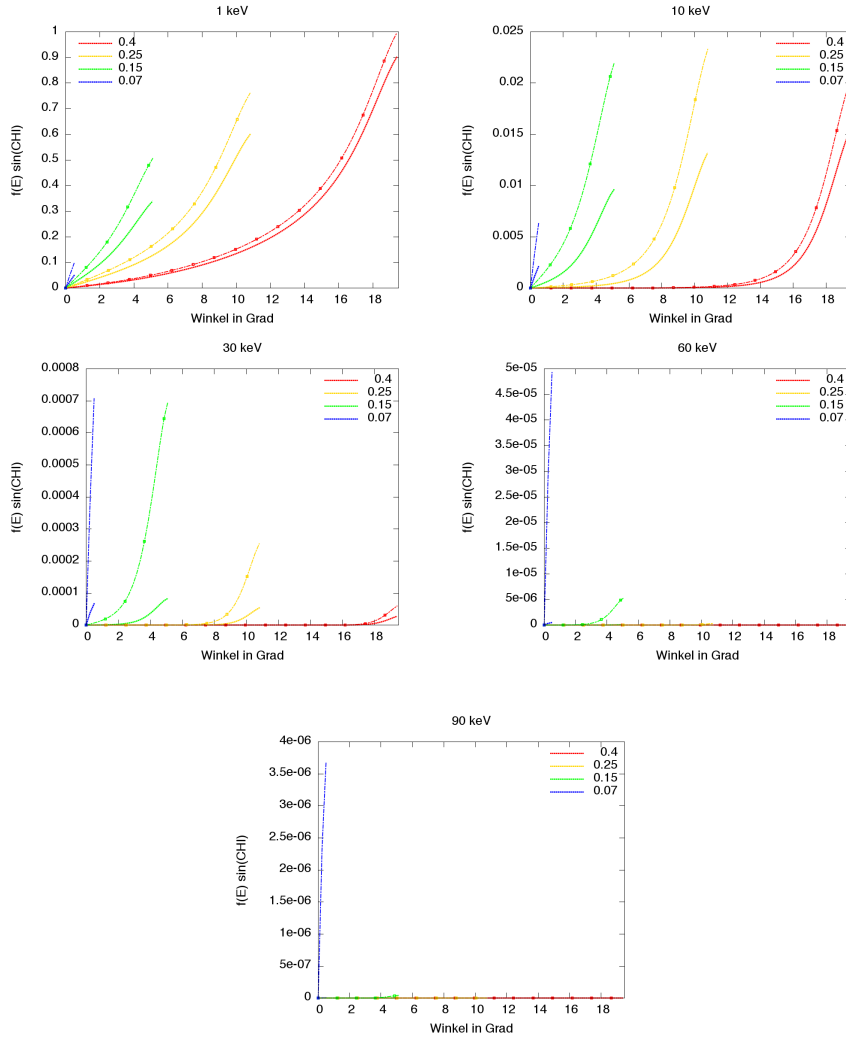 1 keV
f(E) sin(CHI)
1
0.9
0.8
0.7
0.6
0.5
0.4
0.3
0.2
0.1
0
0 2 4 6 8 10 12 14 16 18
Winkel in Grad
0.4
0.25
0.15
0.07
10 keV
f(E) sin(CHI)
0.025
0.02
0.015
0.01
0.005
0
0 2 4 6 8 10 12 14 16 18
Winkel in Grad
0.4
0.25
0.15
0.07
30 keV
f(E) sin(CHI)
0.0008
0.0007
0.0006
0.0005
0.0004
0.0003
0.0002
0.0001
0
0 2 4 6 8 10 12 14 16 18
Winkel in Grad
0.4
0.25
0.15
0.07
60 keV
f(E) sin(CHI)
5e-05
4.5e-05
4e-05
3.5e-05
3e-05
2.5e-05
2e-05
1.5e-05
1e-05
5e-06
0
0 2 4 6 8 10 12 14 16 18
Winkel in Grad
0.4
0.25
0.15
0.07
90 keV
f(E) sin(CHI)
4e-06
3.5e-06
3e-06
2.5e-06
2e-06
1.5e-06
1e-06
5e-07
0
0 2 4 6 8 10 12 14 16 18
Winkel in Grad
0.4
0.25
0.15
0.07